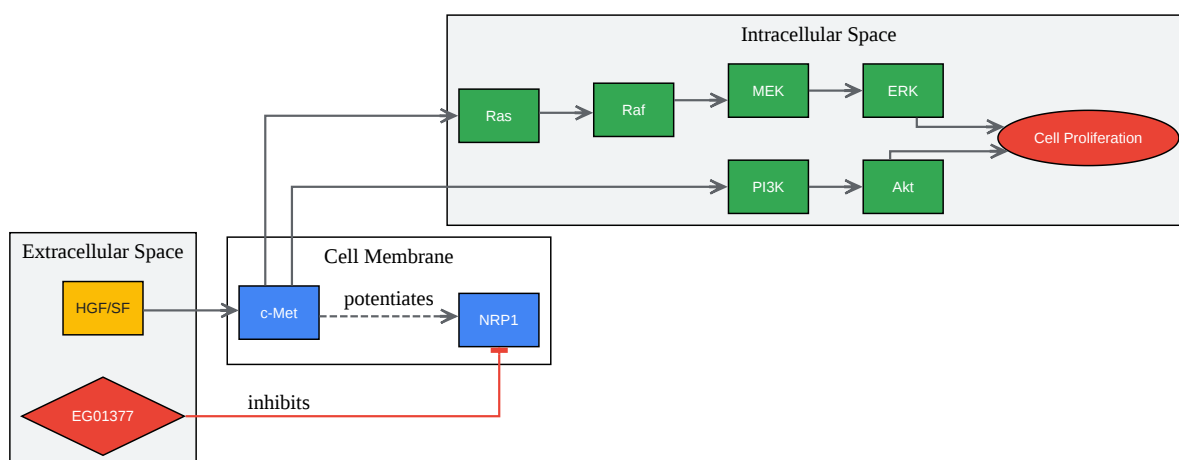 Intracellular Space
MEK
ERK
Ras
Raf
Cell Proliferation
PI3K
Akt
Extracellular Space
Cell Membrane
HGF/SF
c-Met
potentiates
NRP1
EG01377
inhibits